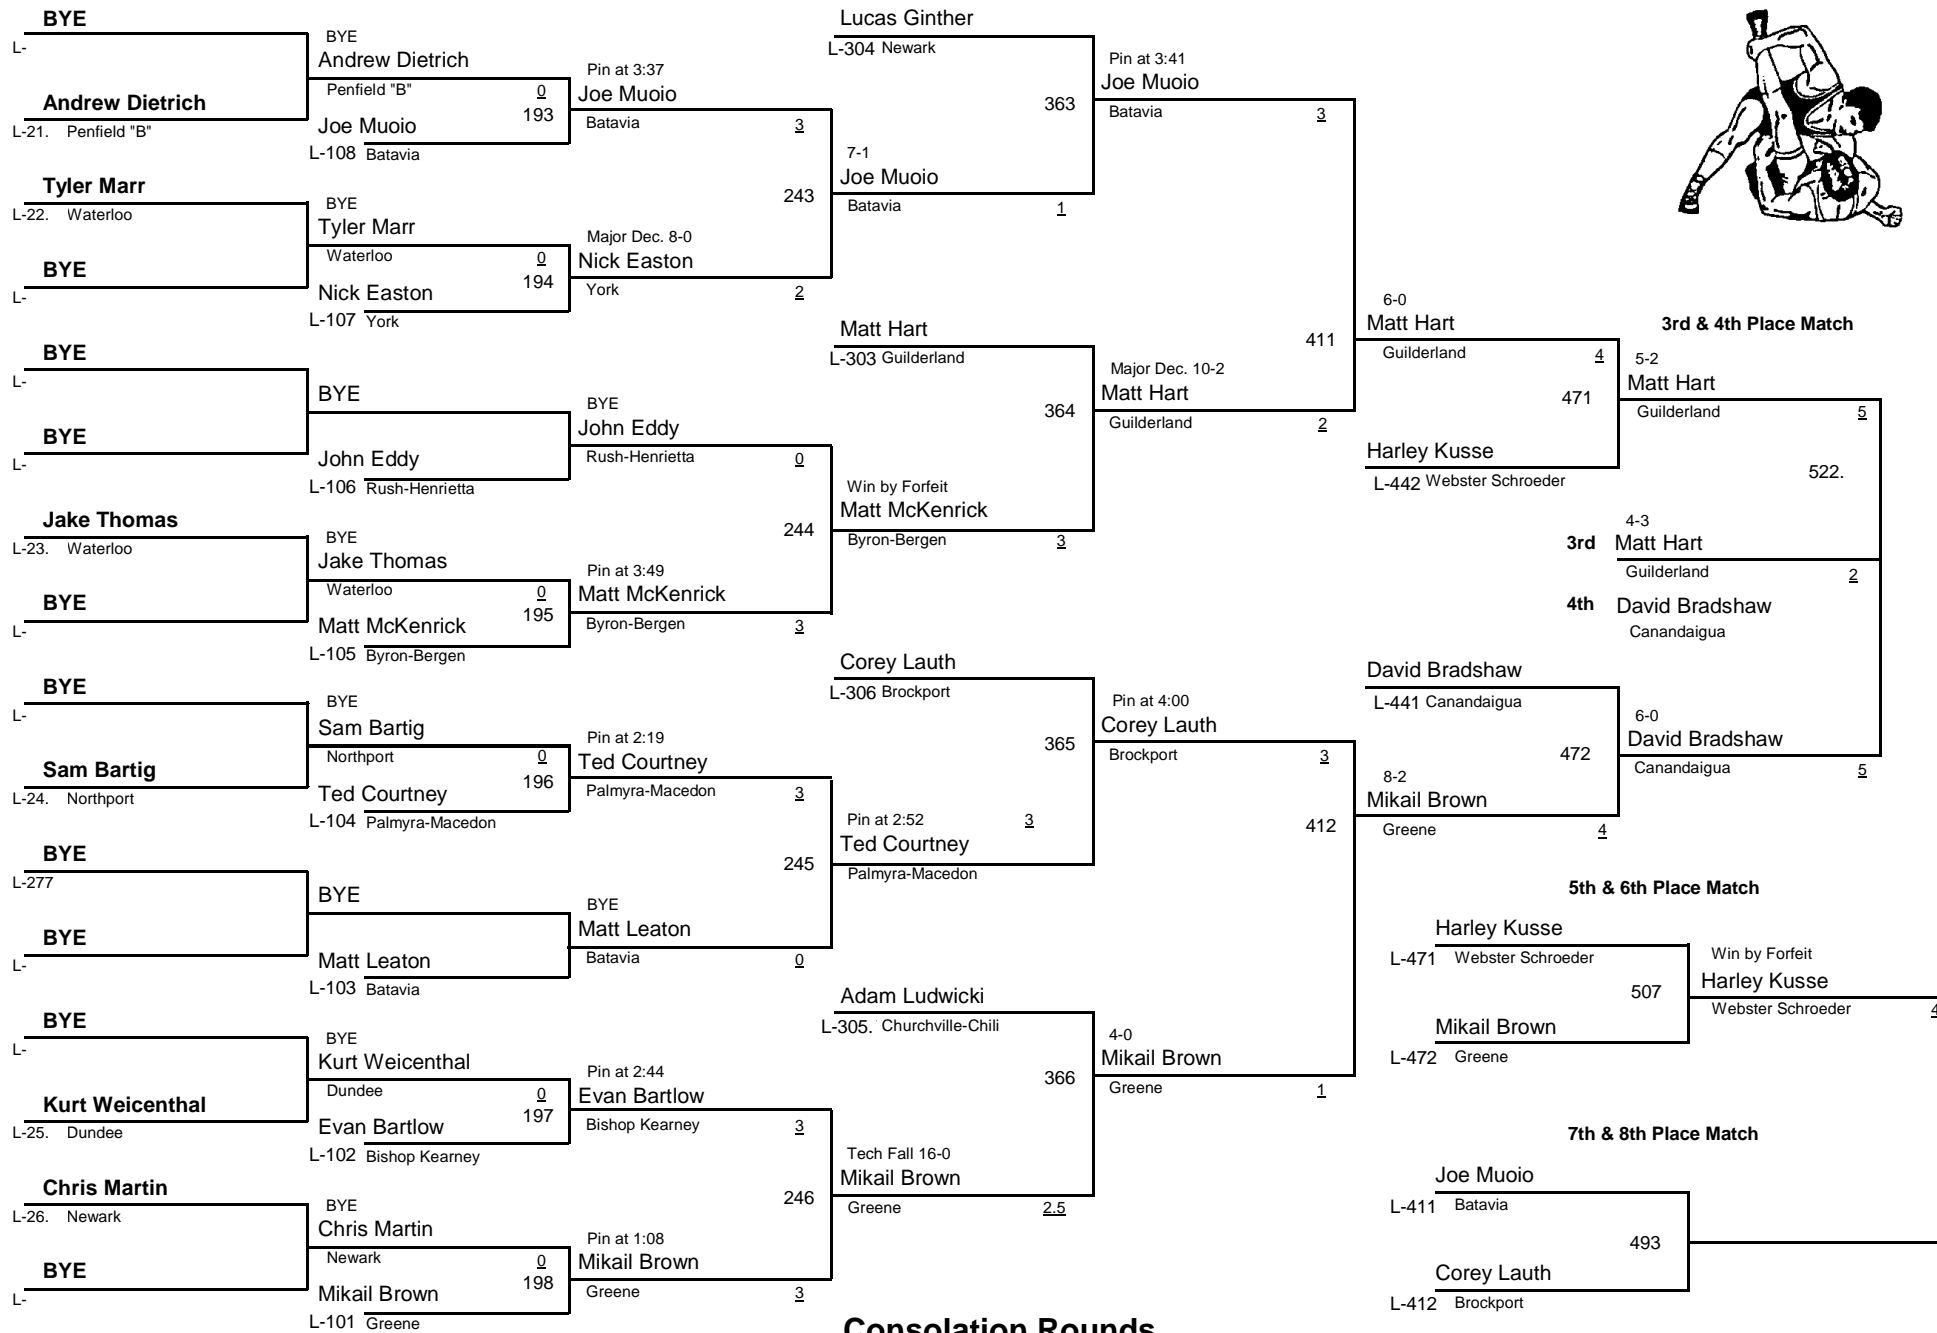 BYE
L-
Andrew Dietrich
L-21. Penfield "B"
Tyler Marr
L-22. Waterloo
BYE
L-
BYE
L-
BYE
L-
Jake Thomas
L-23. Waterloo
BYE
L-
BYE
L-
Sam Bartig
L-24. Northport
BYE
L-277
BYE
L-
BYE
L-
Kurt Weicenthal
L-25. Dundee
Chris Martin
L-26. Newark
BYE
L-
BYE
Andrew Dietrich
Penfield "B" 0
193
Joe Muoio
L-108 Batavia
BYE
Tyler Marr
Waterloo 0
194
Nick Easton
L-107 York
BYE
John Eddy
L-106 Rush-Henrietta
BYE
Jake Thomas
Waterloo 0
195
Matt McKenrick
L-105 Byron-Bergen
BYE
Sam Bartig
Northport 0
196
Ted Courtney
L-104 Palmyra-Macedon
BYE
Matt Leaton
L-103 Batavia
BYE
Kurt Weicenthal
Dundee 0
197
Evan Bartlow
L-102 Bishop Kearney
BYE
Chris Martin
Newark 0
198
Mikail Brown
L-101 Greene
Pin at 3:37
Joe Muoio
Batavia 3
243
Major Dec. 8-0
Nick Easton
York 2
BYE
John Eddy
Rush-Henrietta 0
244
Pin at 3:49
Matt McKenrick
Byron-Bergen 3
Pin at 2:19
Ted Courtney
Palmyra-Macedon 3
245
BYE
Matt Leaton
Batavia 0
Pin at 2:44
Evan Bartlow
Bishop Kearney 3
246
Pin at 1:08
Mikail Brown
Greene 3
Lucas Ginther
L-304 Newark
363
7-1
Joe Muoio
Batavia 1
Matt Hart
L-303 Guilderland
364
Win by Forfeit
Matt McKenrick
Byron-Bergen 3
Corey Lauth
L-306 Brockport
365
Pin at 2:52 3
Ted Courtney
Palmyra-Macedon
Adam Ludwicki
L-305. Churchville-Chili
366
Tech Fall 16-0
Mikail Brown
Greene 2.5
Pin at 3:41
Joe Muoio
Batavia 3
411
Major Dec. 10-2
Matt Hart
Guilderland 2
Pin at 4:00
Corey Lauth
Brockport 3
412
4-0
Mikail Brown
Greene 1
6-0
Matt Hart
Guilderland 4
471
Harley Kusse
L-442 Webster Schroeder
David Bradshaw
L-441 Canandaigua
472
8-2
Mikail Brown
Greene 4
3rd & 4th Place Match
5-2
Matt Hart
Guilderland 5
522.
4-3
3rd Matt Hart
Guilderland 2
4th David Bradshaw
Canandaigua
6-0
David Bradshaw
Canandaigua 5
5th & 6th Place Match
Harley Kusse
L-471 Webster Schroeder
507
Mikail Brown
L-472 Greene
Win by Forfeit
Harley Kusse
Webster Schroeder 4
7th & 8th Place Match
Joe Muoio
L-411 Batavia
493
Corey Lauth
L-412 Brockport
Consolation Rounds